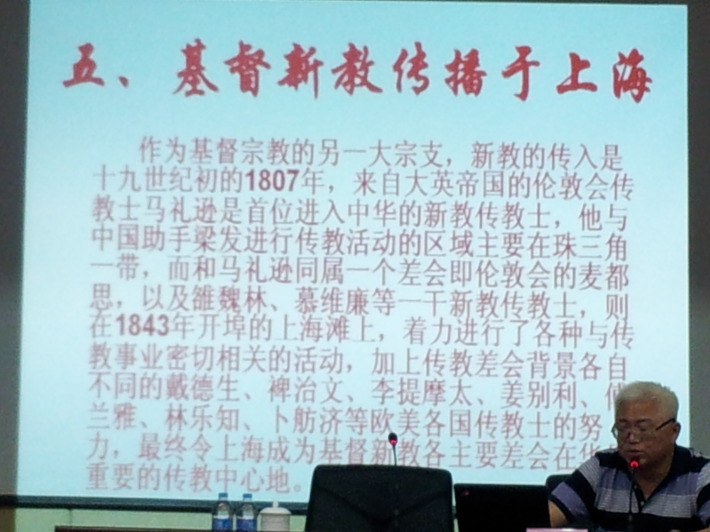 五、基督新教传播于上海
作为基督宗教的另一大宗支，新教的传入是
十九世纪初的1807年，来自大英帝国的伦敦会传
教士马礼逊是首位进入中华的新教传教士，他与
中国助手梁发进行传教活动的区域主要在珠三角
一带，而和马礼逊同属一个差会即伦敦会的麦都
思，以及雒魏林、慕维廉等一干新教传教士，则
在1843年开埠的上海滩上，着力进行了各种与传
教事业密切相关的活动，加上传教差会背景各自
不同的戴德生、裨治文、李提摩太、姜别利、
兰雅、林乐知、卜舫济等欧美各国传教士的努
力，最终令上海成为基督新教各主要差会在华
重要的传教中心地。